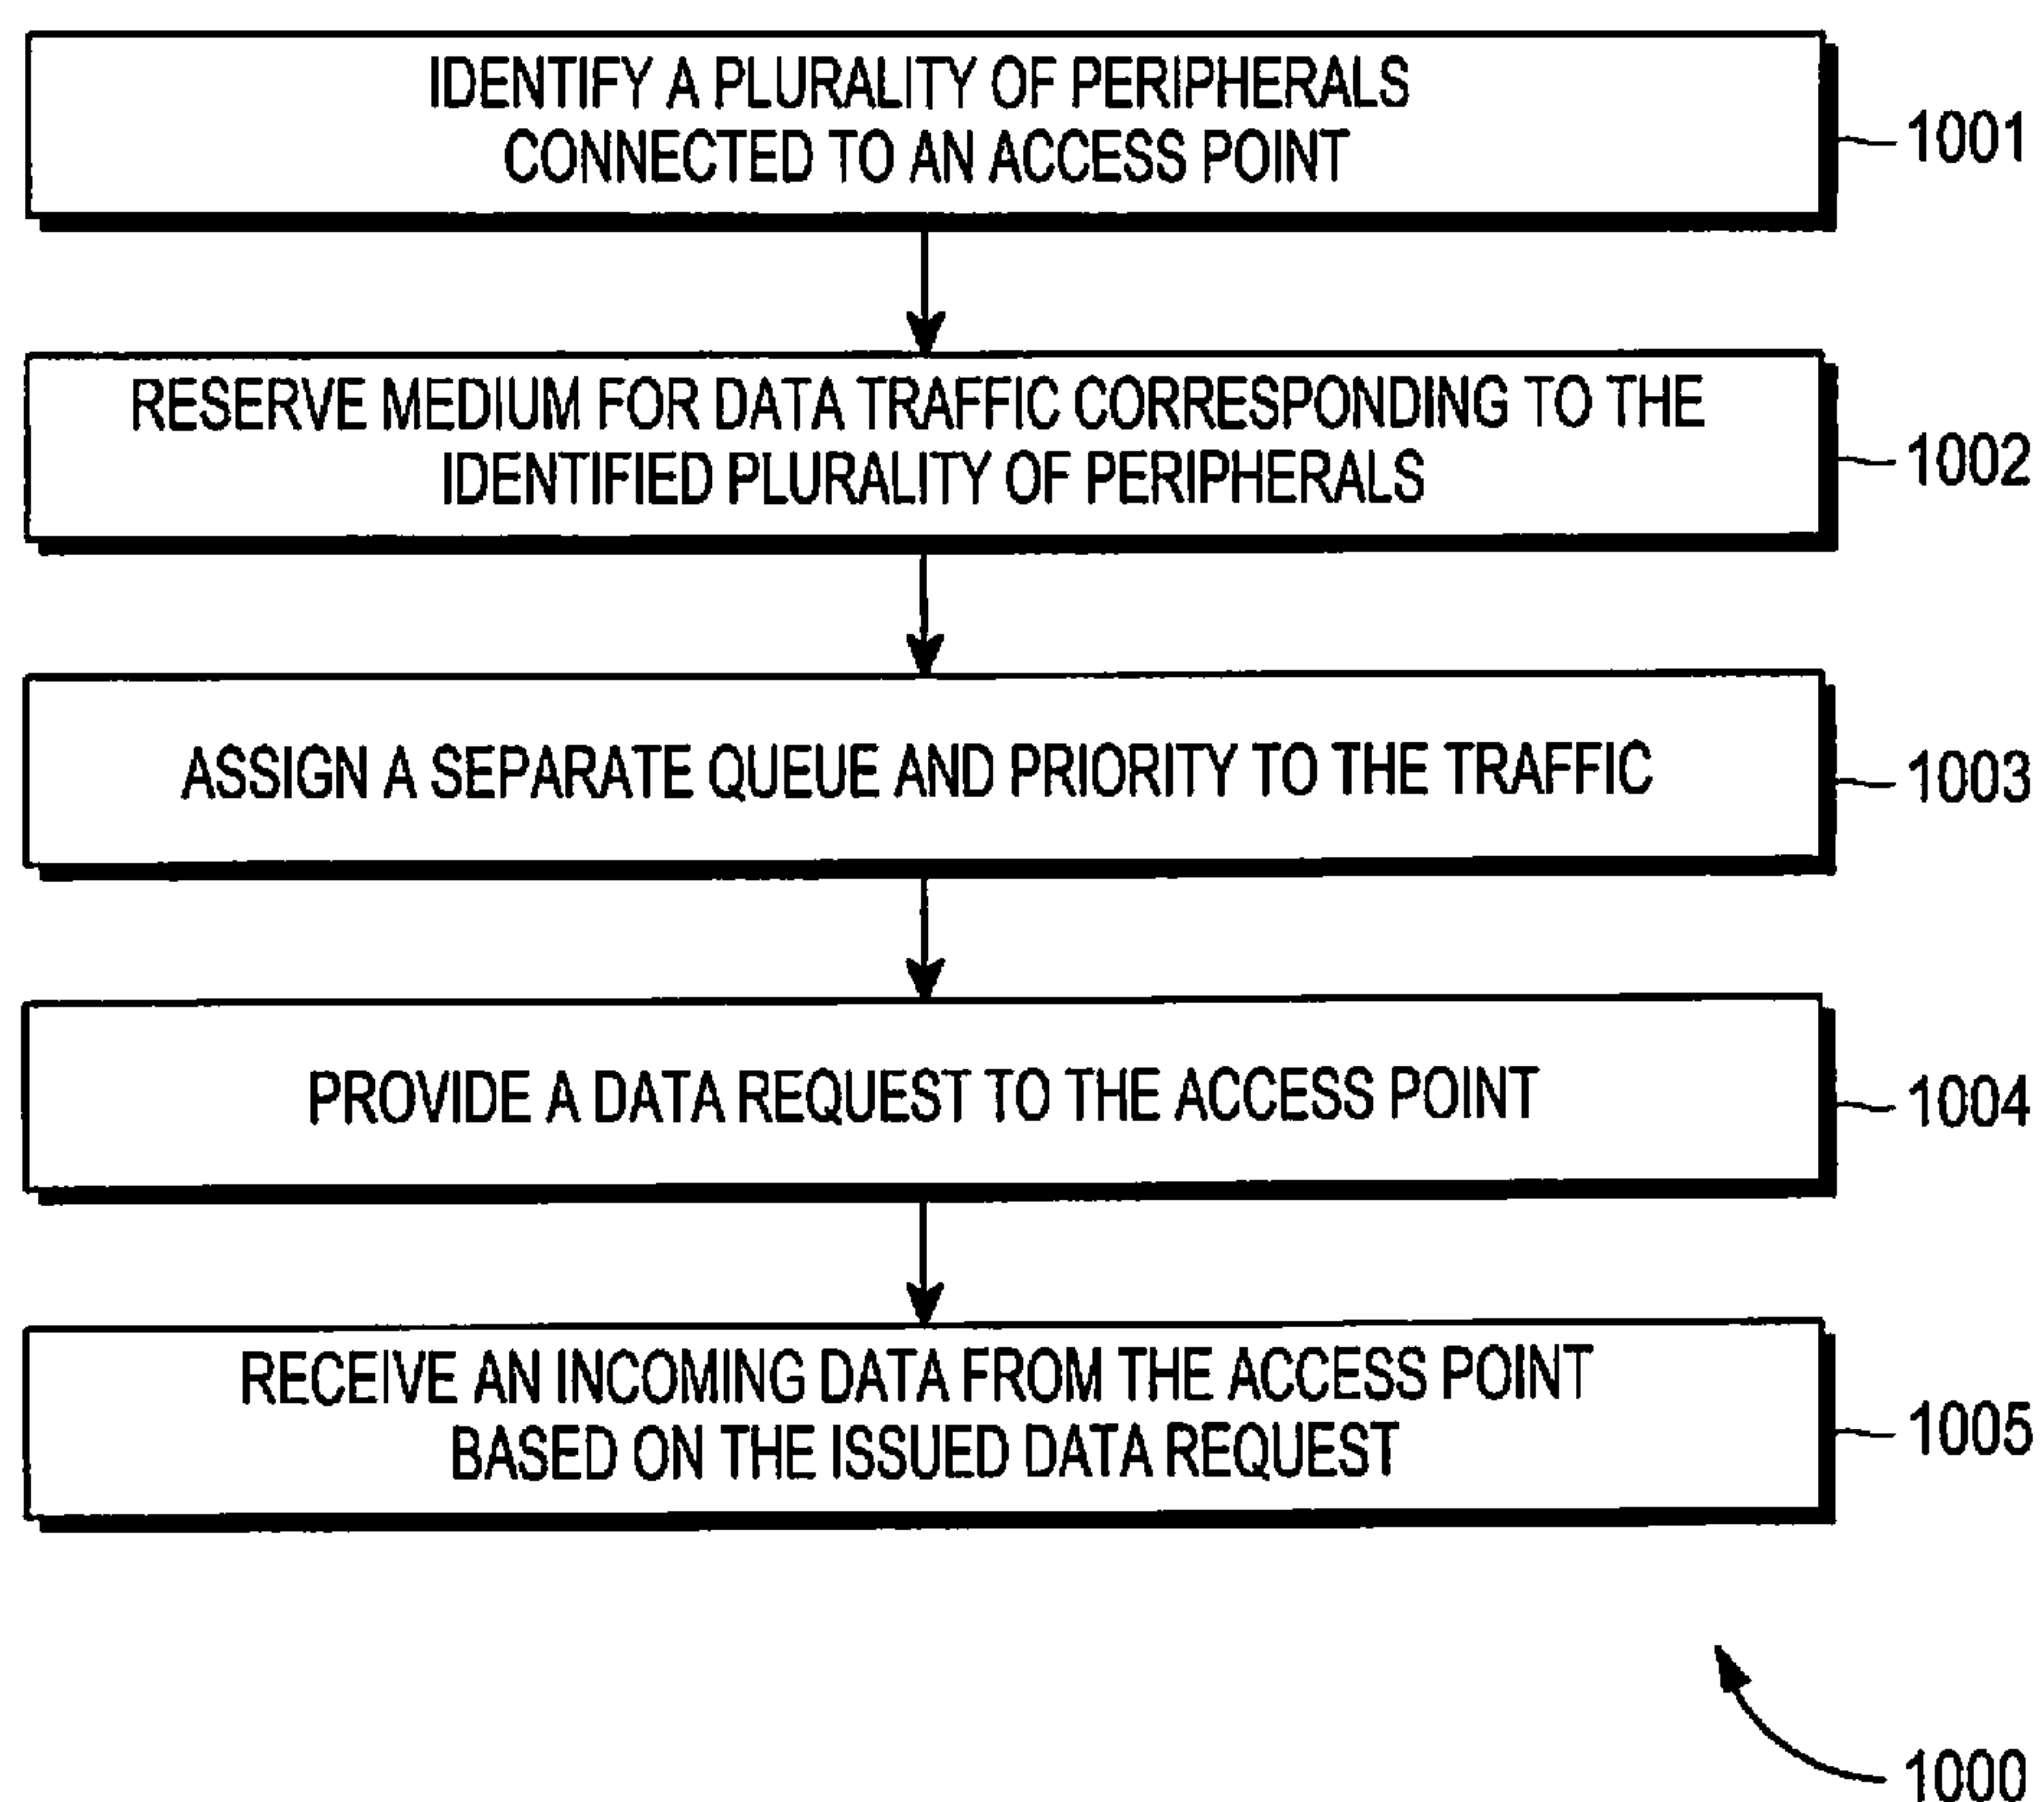 IDENTIFY A PLURALITY OF PERIPHERALS
CONNECTED TO AN ACCESS POINT
1001
RESERVE MEDIUM FOR DATA TRAFFIC CORRESPONDING TO THE
IDENTIFIED PLURALITY OF PERIPHERALS
1002
ASSIGN A SEPARATE QUEUE AND PRIORITY TO THE TRAFFIC
1003
PROVIDE A DATA REQUEST TO THE ACCESS POINT
1004
RECEIVE AN INCOMING DATA FROM THE ACCESS POINT
BASED ON THE ISSUED DATA REQUEST
1005
1000